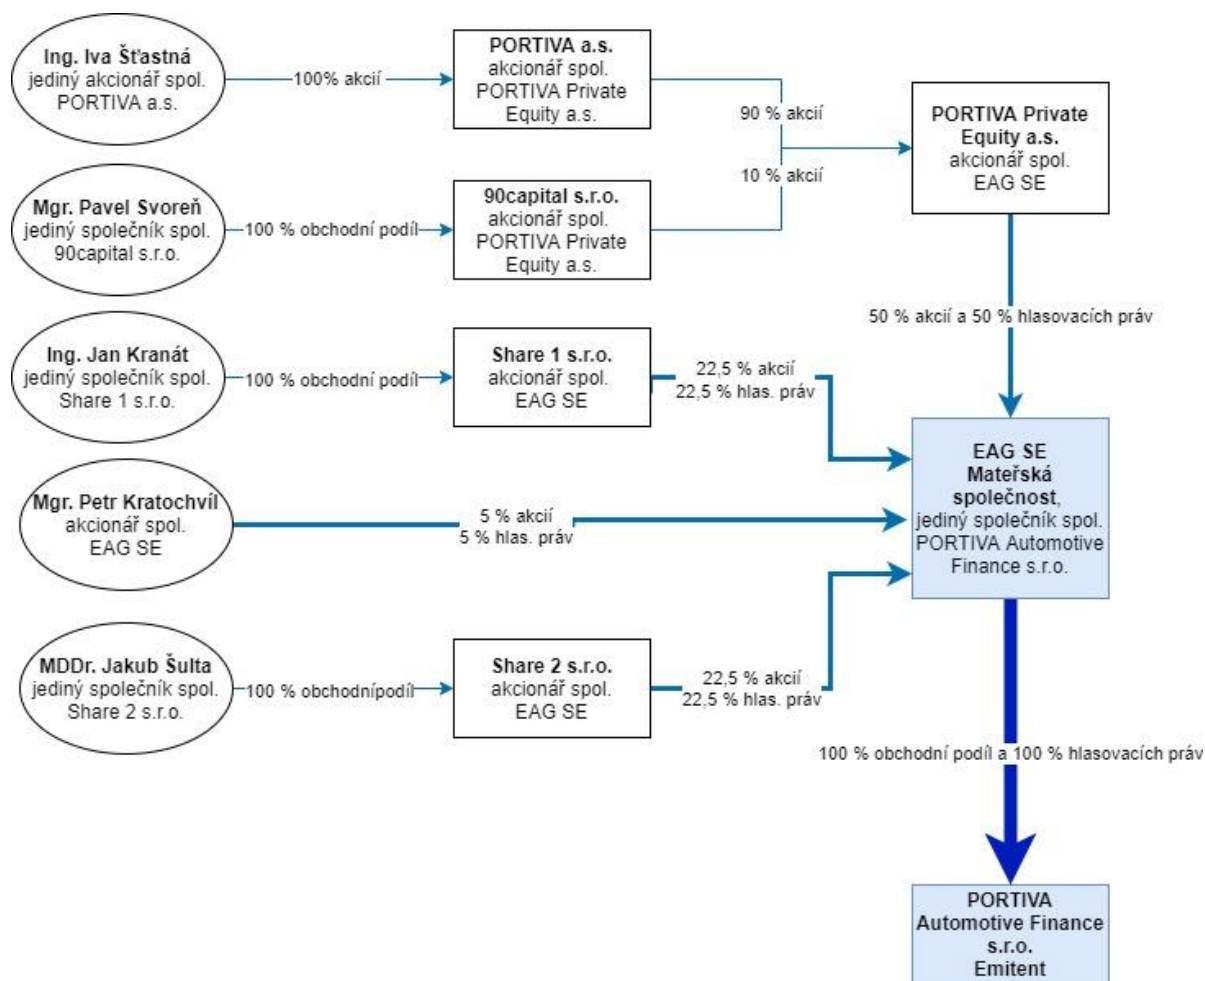 Ing. Iva Šťastná
jediný akcionář spol.
PORTIVA a.s.
100% akcií
PORTIVA a.s.
akcionář spol.
PORTIVA Private
Equity a.s.
90 % akcií
PORTIVA Private
Equity a.s.
akcionář spol.
EAG SE
Mgr. Pavel Svoreň
jediný společník spol.
90capital s.r.o.
100 % obchodní podíl
90capital s.r.o.
akcionář spol.
PORTIVA Private
Equity a.s.
10 % akcií
50 % akcií a 50 % hlasovacích práv
Ing. Jan Kranát
jediný společník spol.
Share 1 s.r.o.
100 % obchodní podíl
Share 1 s.r.o.
akcionář spol.
EAG SE
22,5 % akcií
22,5 % hlas. práv
EAG SE
Mateřská
společnost,
jediný společník spol.
PORTIVA Automotive
Finance s.r.o.
Mgr. Petr Kratochvíl
akcionář spol.
EAG SE
5 % akcií
5 % hlas. práv
MDDr. Jakub Šulta
jediný společník spol.
Share 2 s.r.o.
100 % obchodnípodíl
Share 2 s.r.o.
akcionář spol.
EAG SE
22,5 % akcií
22,5 % hlas. práv
100 % obchodní podíl a 100 % hlasovacích práv
PORTIVA
Automotive Finance
s.r.o.
Emitent